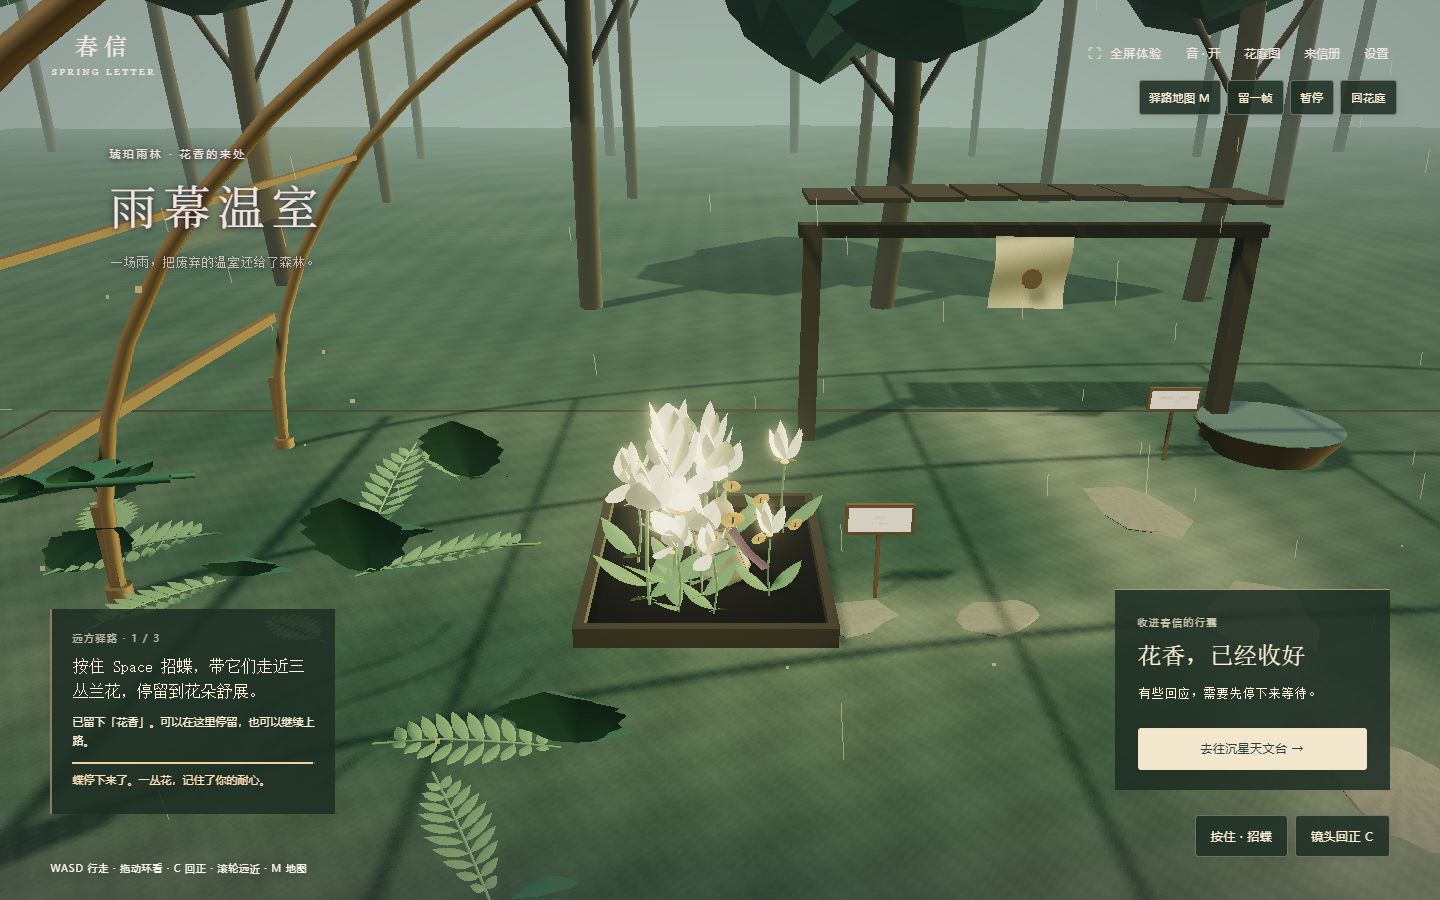 春信
SPRING LETTER
全屏体验 音·开 花庭图 来信册 设置
驿路地图 M 留一帧 暂停 回花庭
琥珀雨林 · 花香的来处
雨幕温室
一场雨，把废弃的温室还给了森林。
远方驿路 · 1 / 3
按住 Space 招蝶，带它们走近三
丛兰花，停留到花朵舒展。
已留下「花香」。可以在这里停留，也可以继续上
路。
蝶停下来了。一丛花，记住了你的耐心。
收进春信的行囊
花香，已经收好
有些回应，需要先停下来等待。
去往沉星天文台 →
按住 · 招蝶 镜头回正 C
WASD 行走 · 拖动环看 · C 回正 · 滚轮远近 · M 地图